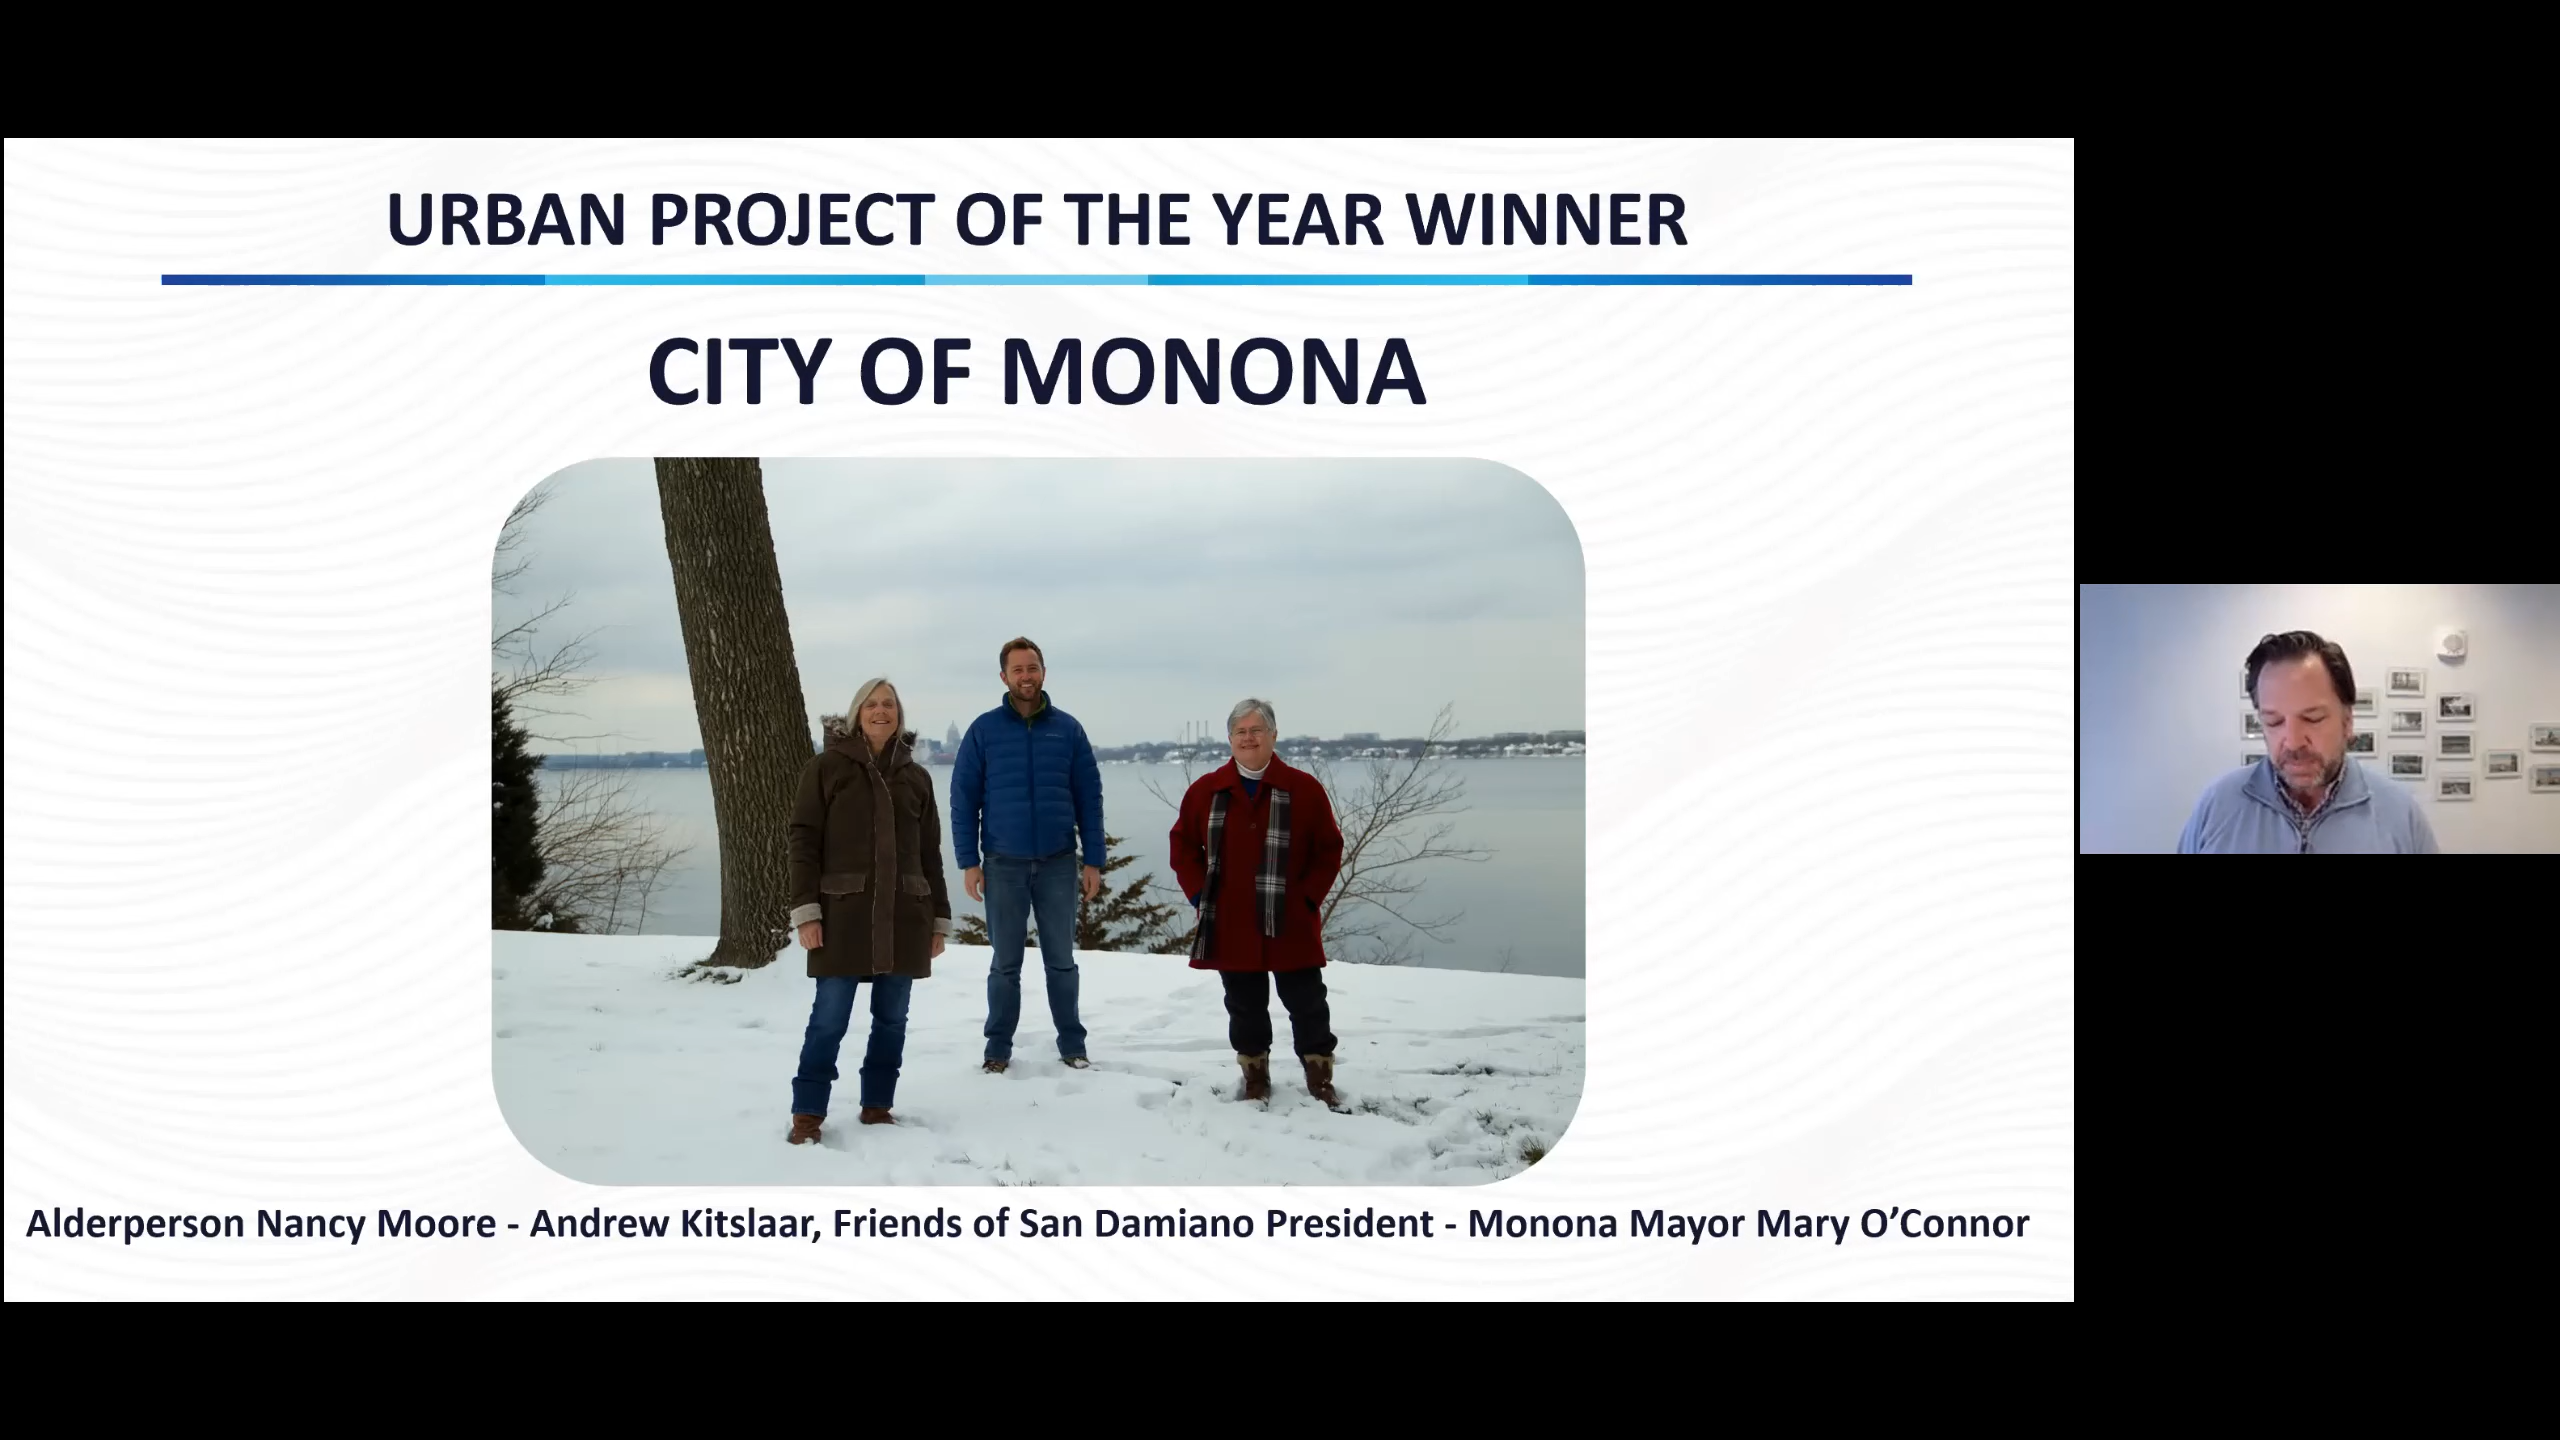 URBAN PROJECT OF THE YEAR WINNER
CITY OF MONONA
Alderperson Nancy Moore - Andrew Kitslaar, Friends of San Damiano President - Monona Mayor Mary O’Connor